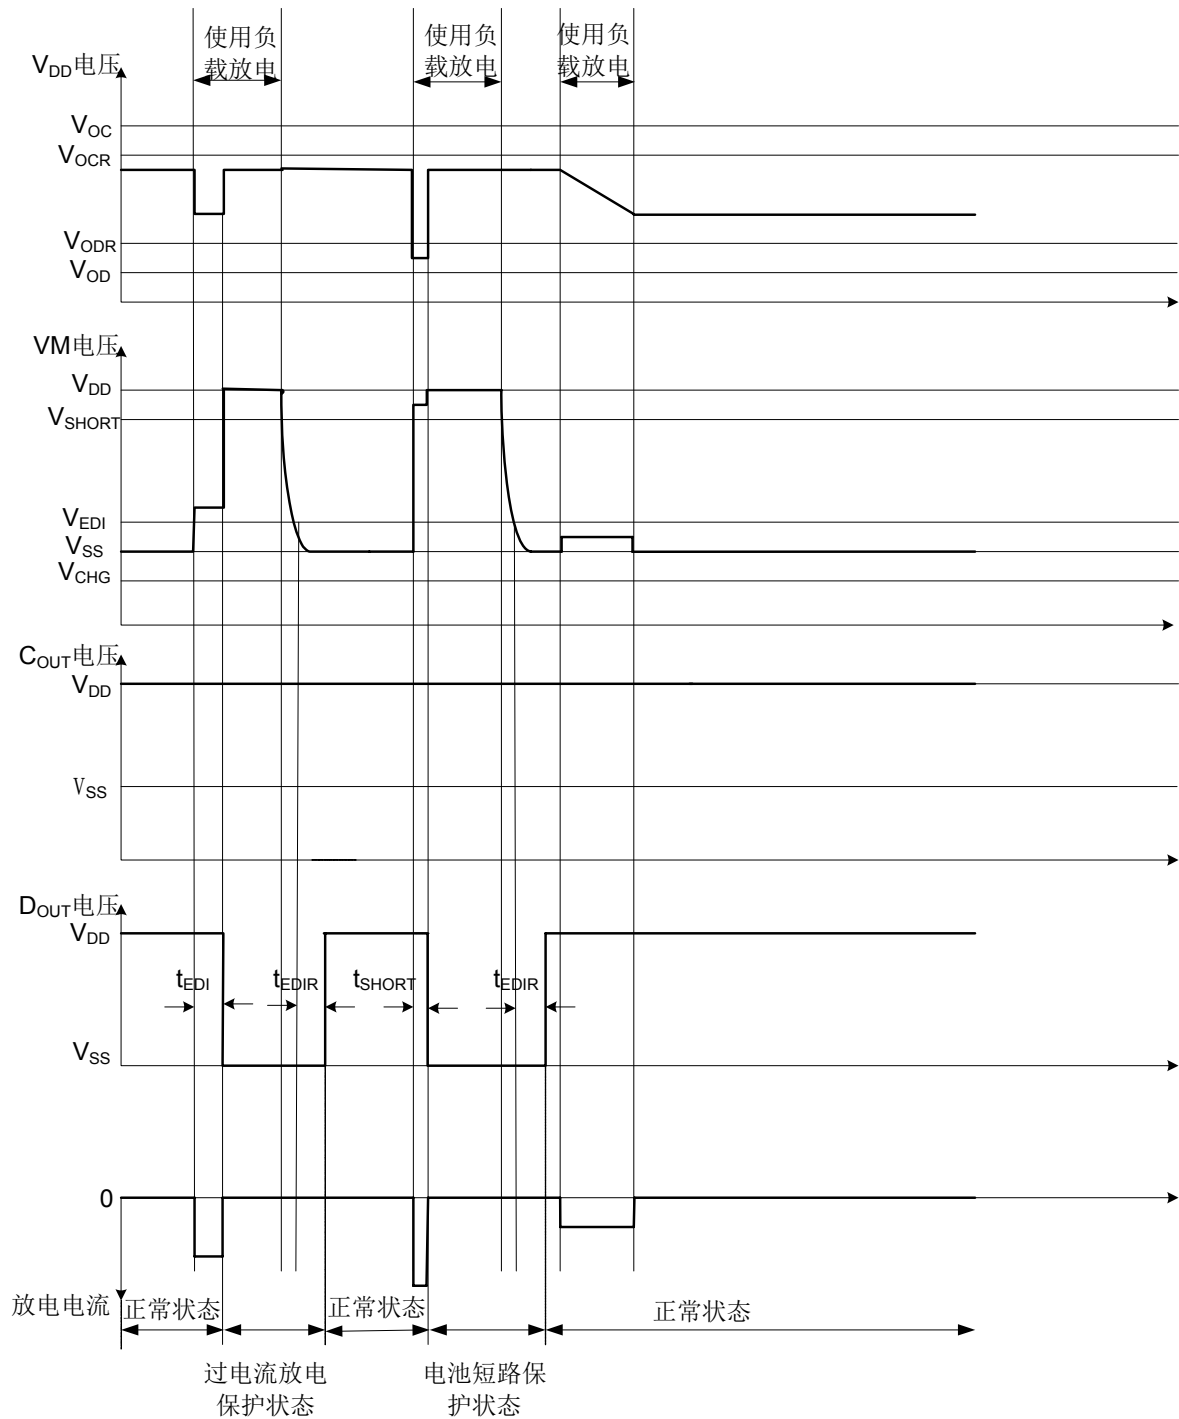 使用负
载放电
使用负
载放电
使用负
载放电
VDD电压
VOC
VOCR
VODR
VOD
VM电压
VDD
VSHORT
VEDI
VSS
VCHG
COUT电压
VDD
VSS
DOUT电压
VDD
tEDI
tEDIR
tSHORT
tEDIR
VSS
0
放电电流
正常状态
正常状态
正常状态
过电流放电
保护状态
电池短路保
护状态